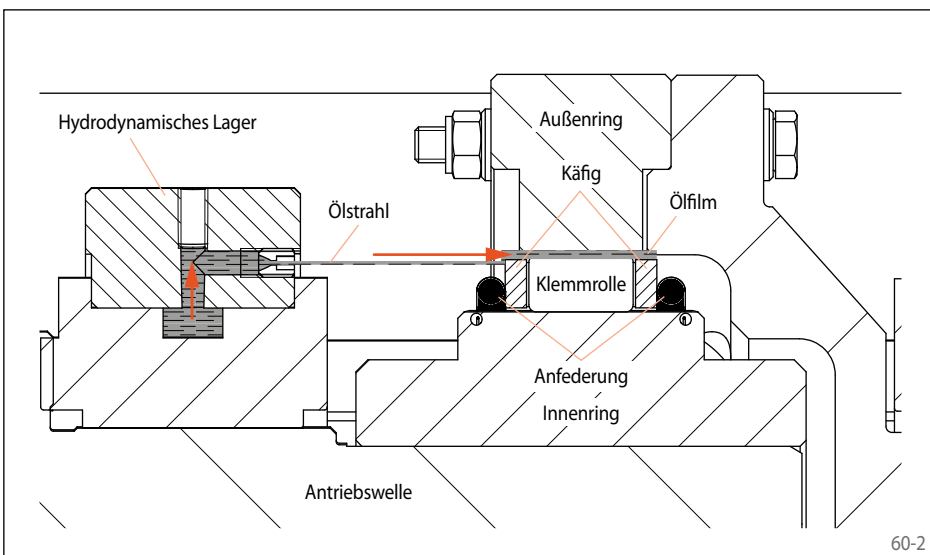 Hydrodynamisches Lager
Außenring
Käfig
Ölstrahl
Ölfilm
Klemmrolle
Anfederung
Innenring
Antriebswelle
60-2